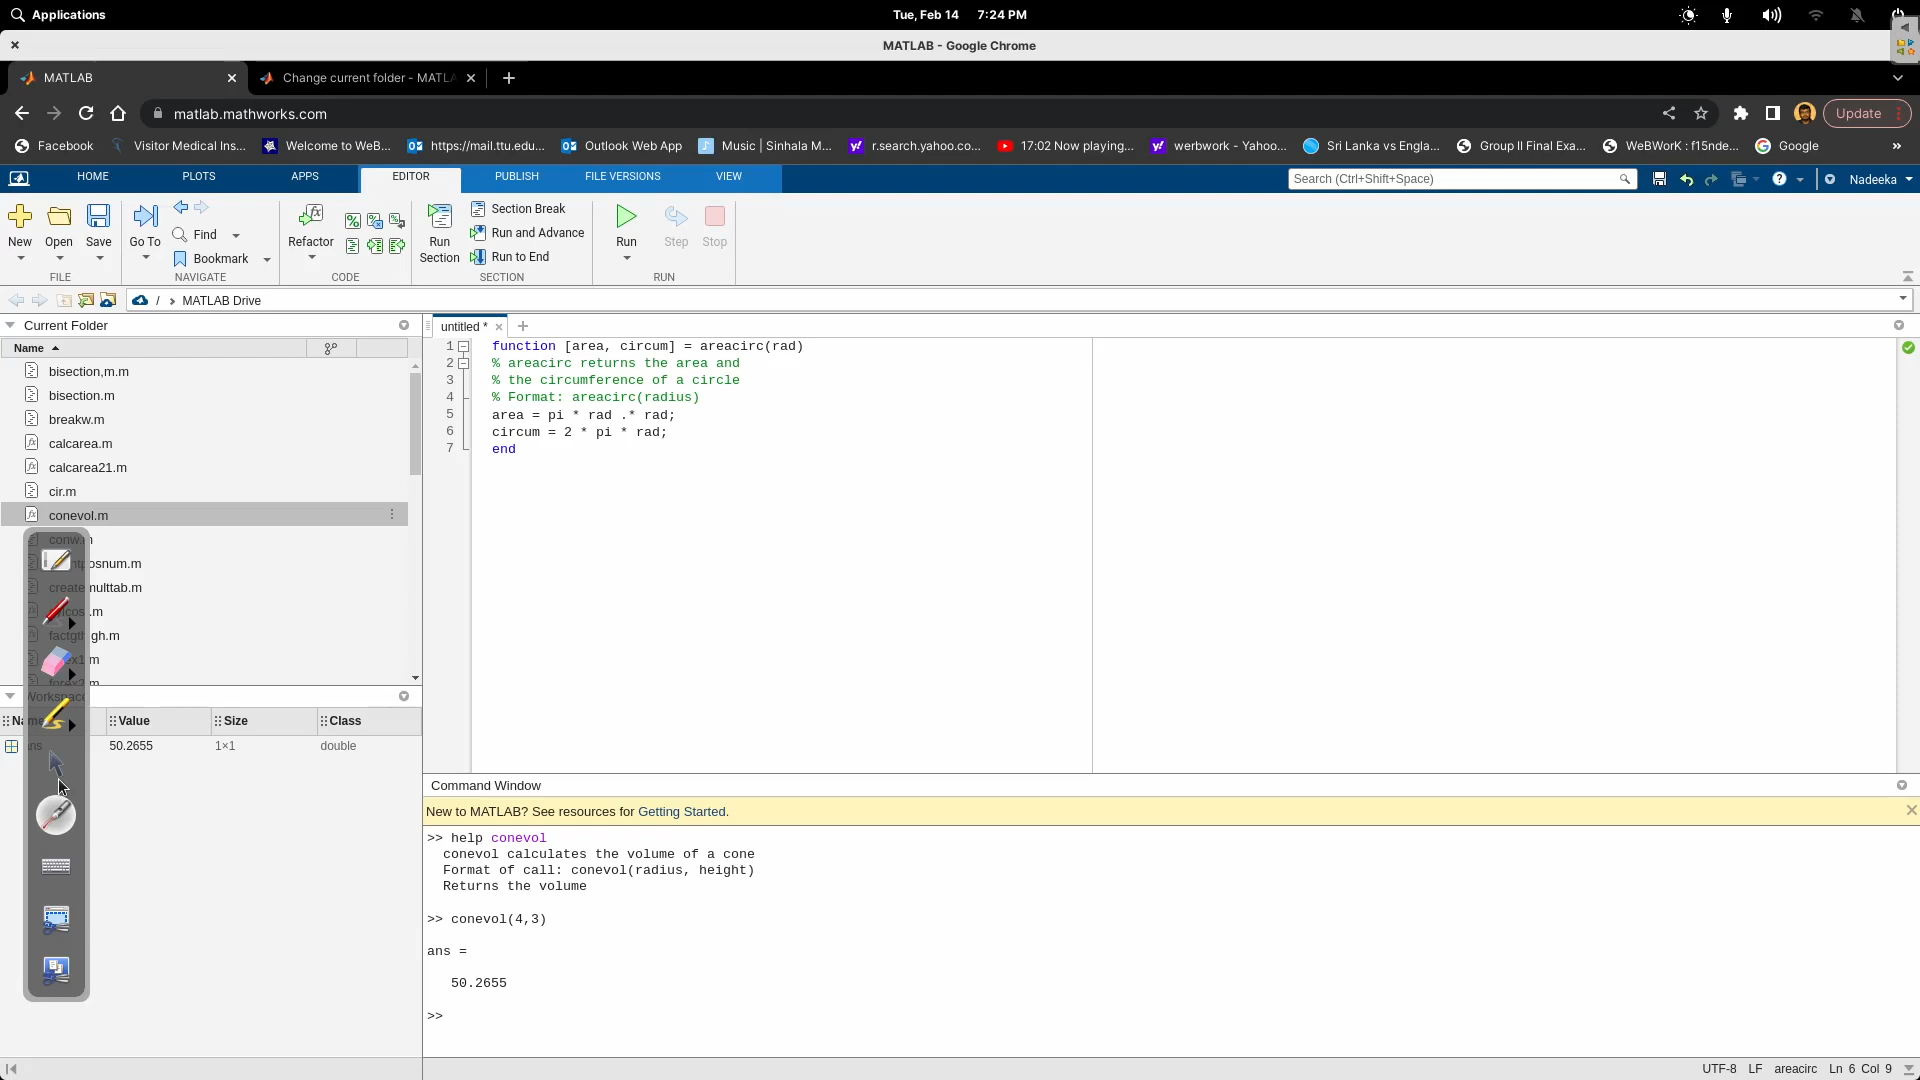 Applications
Tue, Feb 14 7:24 PM
MATLAB - Google Chrome
MATLAB
Change current folder - MATLA
matlab.mathworks.com
Update
Facebook
Visitor Medical Ins...
Welcome to WeB...
https://mail.ttu.edu...
Outlook Web App
Music | Sinhala M...
r.search.yahoo.co...
17:02 Now playing...
werbwork - Yahoo...
Sri Lanka vs Engla...
Group II Final Exa...
WeBWorK : f15nde...
Google
»
HOME
PLOTS
APPS
EDITOR
PUBLISH
FILE VERSIONS
VIEW
Search (Ctrl+Shift+Space)
Nadeeka
New
Open
Save
Go To
Find
Bookmark
Refactor
Run
Section
Section Break
Run and Advance
Run to End
Run
Step
Stop
FILE
NAVIGATE
CODE
SECTION
RUN
/ › MATLAB Drive
Current Folder
Name
bisection,m.m
bisection.m
breakw.m
calcarea.m
calcarea21.m
cir.m
conevol.m
conw.m
posnum.m
createmulttab.m
Workspace
Value
Size
Class
ans
50.2655
1×1
double
untitled *
1 function [area, circum] = areacirc(rad)
2 % areacirc returns the area and
3 % the circumference of a circle
4 % Format: areacirc(radius)
5 area = pi * rad .* rad;
6 circum = 2 * pi * rad;
7 end
Command Window
New to MATLAB? See resources for Getting Started.
>> help conevol
conevol calculates the volume of a cone
Format of call: conevol(radius, height)
Returns the volume
>> conevol(4,3)
ans =
50.2655
>>
UTF-8 LF areacirc Ln 6 Col 9